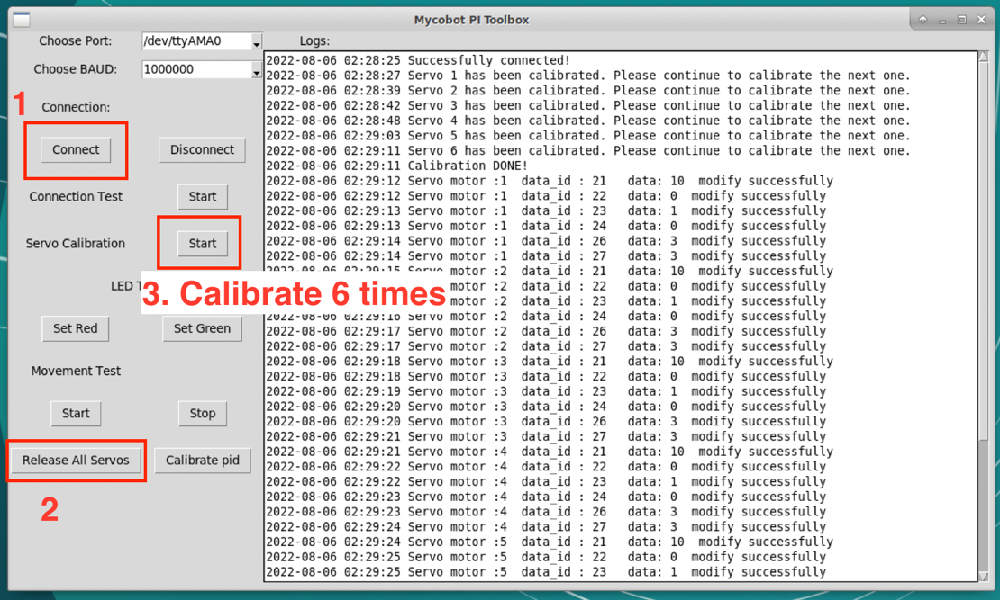 Mycobot PI Toolbox
Choose Port:
/dev/ttyAMA0
Choose BAUD:
1000000
1
Connection:
Connect
Disconnect
Connection Test
Start
Servo Calibration
Start
LED T
3. Calibrate 6 times
Set Red
Set Green
Movement Test
Start
Stop
Release All Servos
Calibrate pid
2
Logs:
2022-08-06 02:28:25 Successfully connected!
2022-08-06 02:28:27 Servo 1 has been calibrated. Please continue to calibrate the next one.
2022-08-06 02:28:39 Servo 2 has been calibrated. Please continue to calibrate the next one.
2022-08-06 02:28:42 Servo 3 has been calibrated. Please continue to calibrate the next one.
2022-08-06 02:28:48 Servo 4 has been calibrated. Please continue to calibrate the next one.
2022-08-06 02:29:03 Servo 5 has been calibrated. Please continue to calibrate the next one.
2022-08-06 02:29:11 Servo 6 has been calibrated. Please continue to calibrate the next one.
2022-08-06 02:29:11 Calibration DONE!
2022-08-06 02:29:12 Servo motor :1 data_id : 21 data: 10 modify successfully
2022-08-06 02:29:12 Servo motor :1 data_id : 22 data: 0 modify successfully
2022-08-06 02:29:13 Servo motor :1 data_id : 23 data: 1 modify successfully
2022-08-06 02:29:13 Servo motor :1 data_id : 24 data: 0 modify successfully
2022-08-06 02:29:14 Servo motor :1 data_id : 26 data: 3 modify successfully
2022-08-06 02:29:14 Servo motor :1 data_id : 27 data: 3 modify successfully
2022-08-06 02:29:15 Servo motor :2 data_id : 21 data: 10 modify successfully
motor :2 data_id : 22 data: 0 modify successfully
motor :2 data_id : 23 data: 1 modify successfully
2022-08-06 02:29:16 Servo motor :2 data_id : 24 data: 0 modify successfully
2022-08-06 02:29:17 Servo motor :2 data_id : 26 data: 3 modify successfully
2022-08-06 02:29:17 Servo motor :2 data_id : 27 data: 3 modify successfully
2022-08-06 02:29:18 Servo motor :3 data_id : 21 data: 10 modify successfully
2022-08-06 02:29:18 Servo motor :3 data_id : 22 data: 0 modify successfully
2022-08-06 02:29:19 Servo motor :3 data_id : 23 data: 1 modify successfully
2022-08-06 02:29:20 Servo motor :3 data_id : 24 data: 0 modify successfully
2022-08-06 02:29:20 Servo motor :3 data_id : 26 data: 3 modify successfully
2022-08-06 02:29:21 Servo motor :3 data_id : 27 data: 3 modify successfully
2022-08-06 02:29:21 Servo motor :4 data_id : 21 data: 10 modify successfully
2022-08-06 02:29:22 Servo motor :4 data_id : 22 data: 0 modify successfully
2022-08-06 02:29:22 Servo motor :4 data_id : 23 data: 1 modify successfully
2022-08-06 02:29:23 Servo motor :4 data_id : 24 data: 0 modify successfully
2022-08-06 02:29:23 Servo motor :4 data_id : 26 data: 3 modify successfully
2022-08-06 02:29:24 Servo motor :4 data_id : 27 data: 3 modify successfully
2022-08-06 02:29:24 Servo motor :5 data_id : 21 data: 10 modify successfully
2022-08-06 02:29:25 Servo motor :5 data_id : 22 data: 0 modify successfully
2022-08-06 02:29:25 Servo motor :5 data_id : 23 data: 1 modify successfully